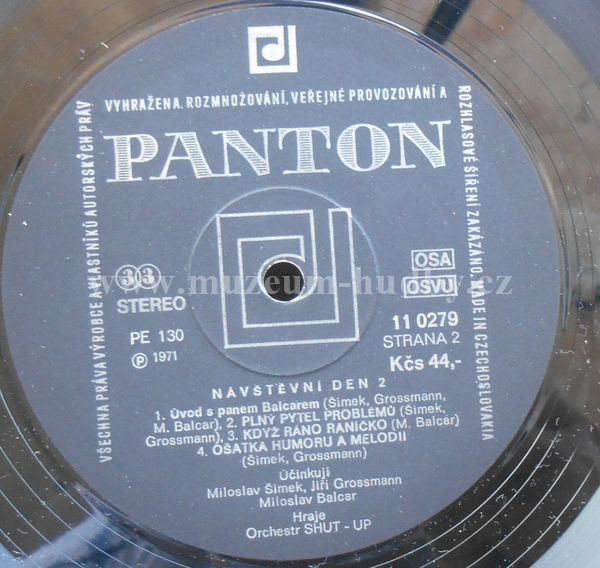 VŠECHNA PRÁVA VÝROBCE A VLASTNÍKŮ AUTORSKÝCH PRÁV
VYHRAŽENA. ROZMNOŽOVÁNÍ, VEŘEJNÉ PROVOZOVÁNÍ A
ROZHLASOVÉ ŠÍŘENÍ ZAKÁZÁNO. MADE IN CZECHOSLOVAKIA
PANTON
www.muzeum-hudby.cz
33
STEREO
PE 130
Ⓟ 1971
OSA
OSVU
11 0279
STRANA 2
Kčs 44,-
NÁVŠTĚVNÍ DEN 2
1. Úvod s panem Balcarem (Šimek, Grossmann,
M. Balcar), 2. PLNÝ PYTEL PROBLÉMŮ (Šimek,
Grossmann), 3. KDYŽ RÁNO RANIČKO (M. Balcar)
4. OŠATKA HUMORU A MELODIÍ
(Šimek, Grossmann)
Účinkují
Miloslav Šimek, Jiří Grossmann
Miloslav Balcar
Hraje
Orchestr SHUT - UP